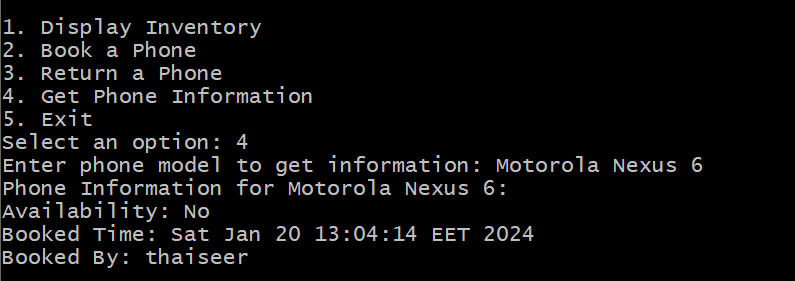 1. Display Inventory
2. Book a Phone
3. Return a Phone
4. Get Phone Information
5. Exit
Select an option: 4
Enter phone model to get information: Motorola Nexus 6
Phone Information for Motorola Nexus 6:
Availability: No
Booked Time: Sat Jan 20 13:04:14 EET 2024
Booked By: thaiseer